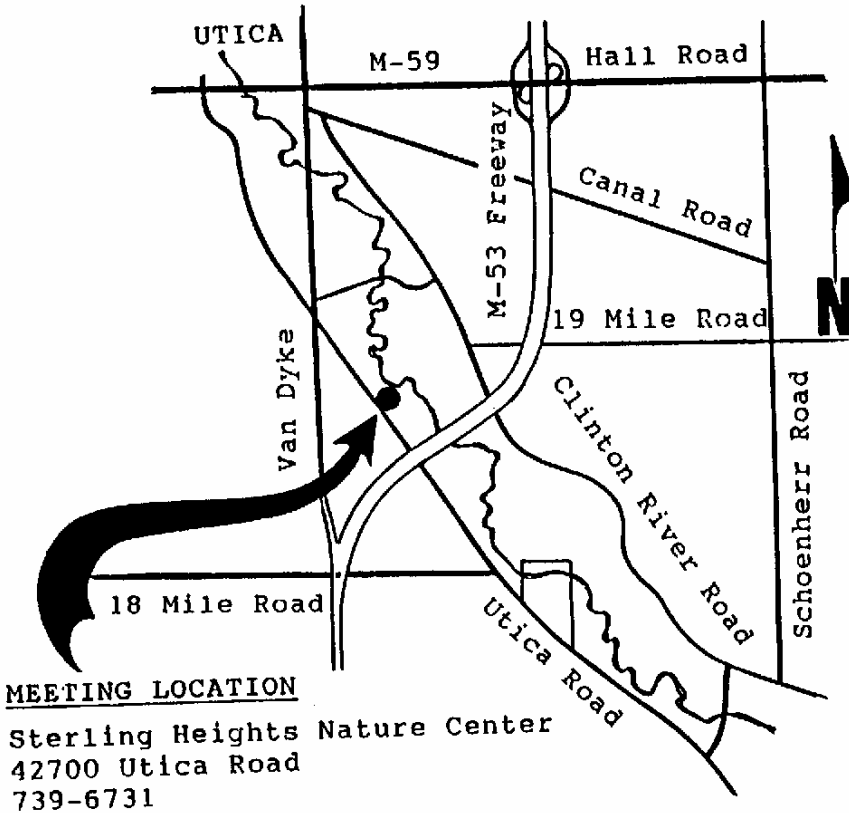 UTICA
M-59
Hall Road
M-53 Freeway
Canal Road
N
19 Mile Road
Van Dyke
Clinton River Road
Schoenherr Road
18 Mile Road
Utica Road
MEETING LOCATION
Sterling Heights Nature Center
42700 Utica Road
739-6731